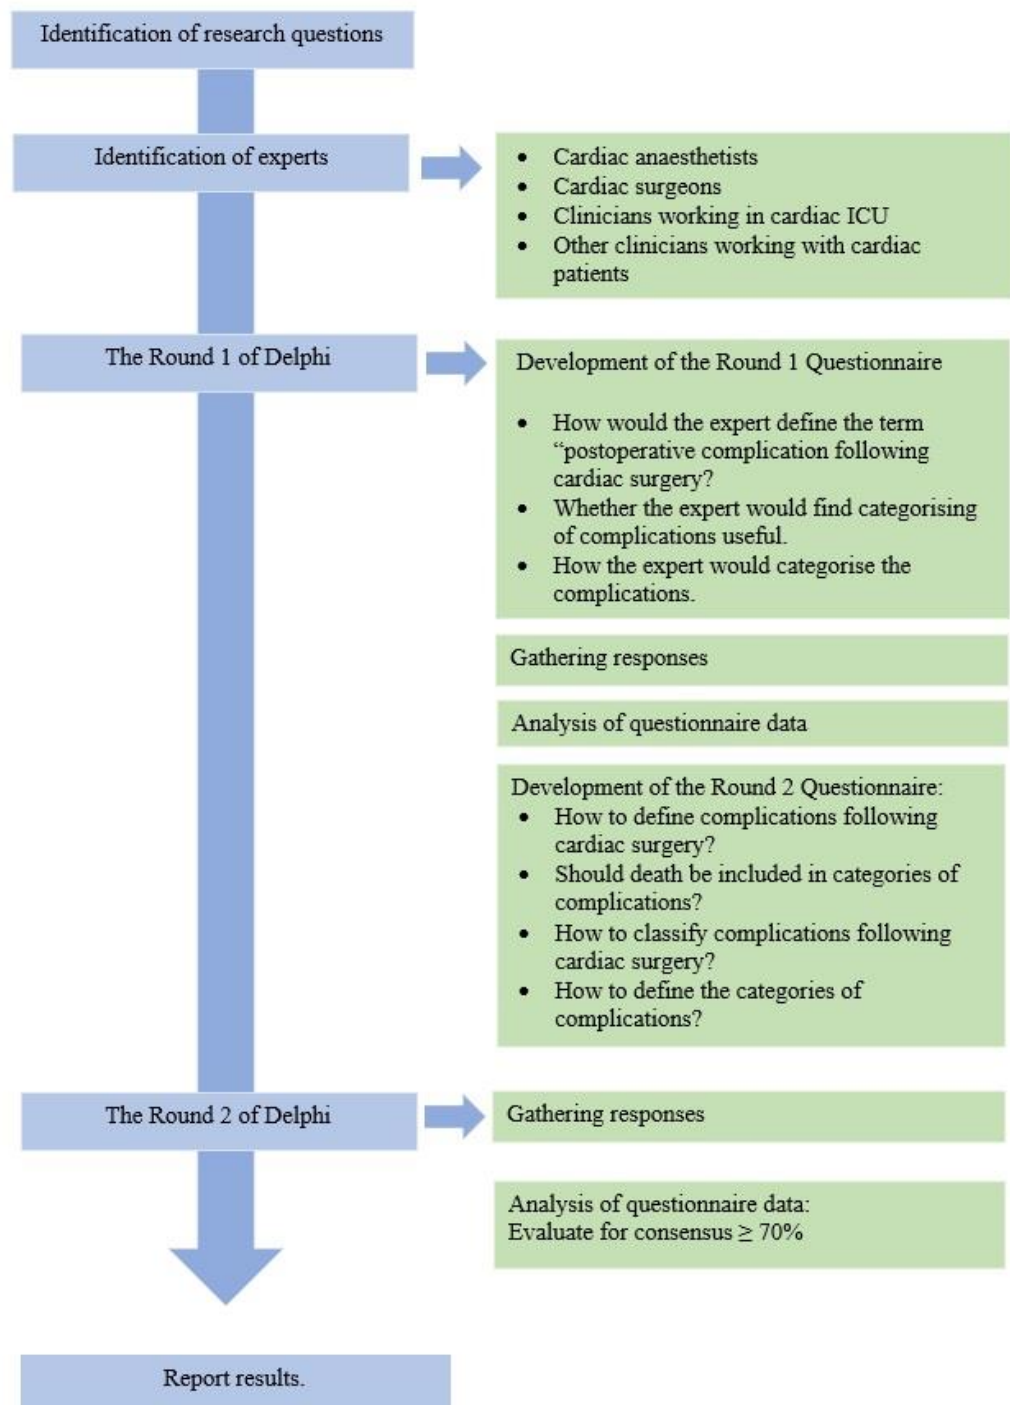 Identification of research questions
Identification of experts
• Cardiac anaesthetists
• Cardiac surgeons
• Clinicians working in cardiac ICU
• Other clinicians working with cardiac
patients
The Round 1 of Delphi
Development of the Round 1 Questionnaire
• How would the expert define the term
“postoperative complication following
cardiac surgery?
• Whether the expert would find categorising
of complications useful.
• How the expert would categorise the
complications.
Gathering responses
Analysis of questionnaire data
Development of the Round 2 Questionnaire:
• How to define complications following
cardiac surgery?
• Should death be included in categories of
complications?
• How to classify complications following
cardiac surgery?
• How to define the categories of
complications?
The Round 2 of Delphi
Gathering responses
Analysis of questionnaire data:
Evaluate for consensus ≥ 70%
Report results.